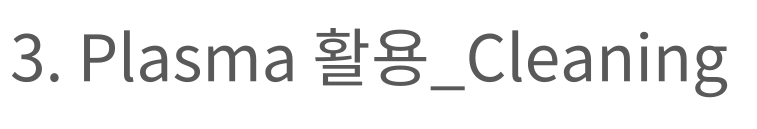 3. Plasma 활용_Cleaning